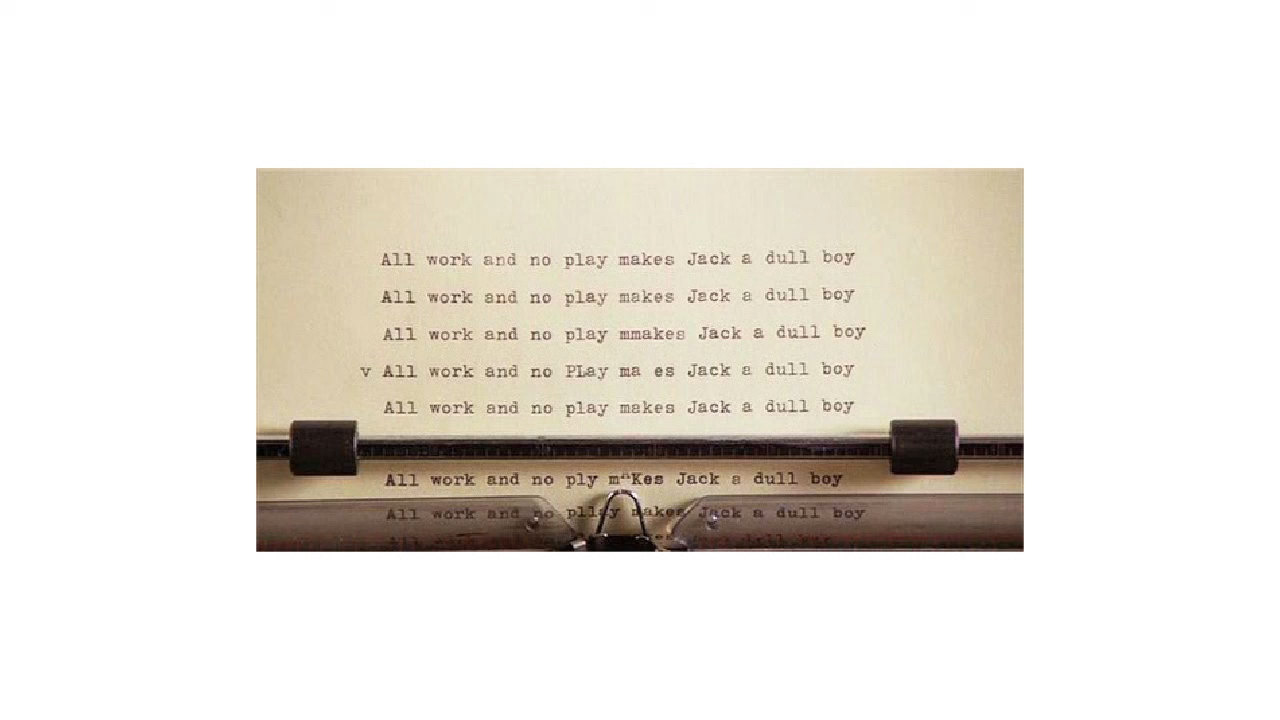 All work and no play makes Jack a dull boy
All work and no play makes Jack a dull boy
All work and no play mmakes Jack a dull boy
v All work and no PLay ma es Jack a dull boy
All work and no play makes Jack a dull boy
All work and no ply m^Kes Jack a dull boy
All work and no pllay makes Jack a dull boy